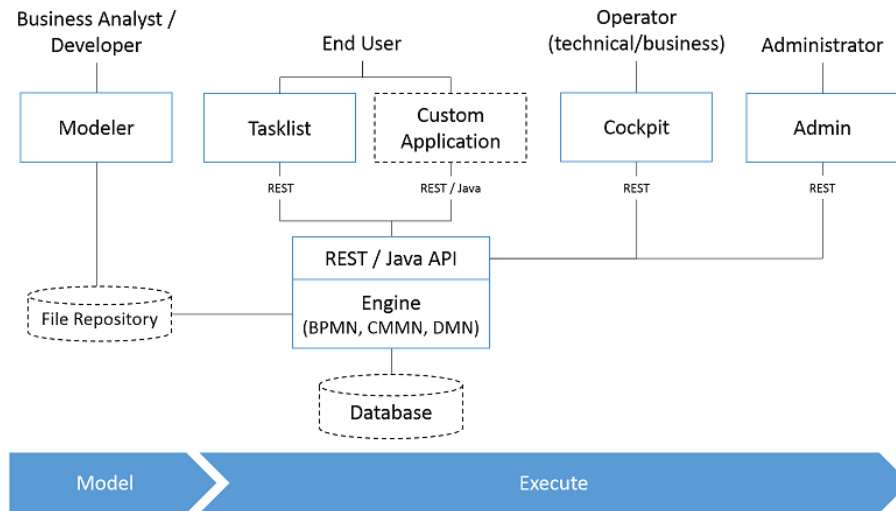 Business Analyst /
Developer
End User
Operator
(technical/business)
Administrator
Modeler
Tasklist
Custom
Application
Cockpit
Admin
REST
REST / Java
REST
REST
REST / Java API
Engine
(BPMN, CMMN, DMN)
File Repository
Database
Model
Execute